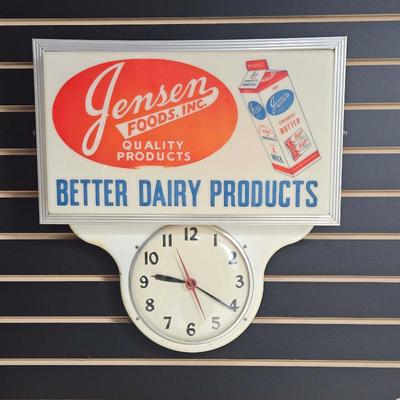 Jensen
FOODS, INC.
QUALITY
PRODUCTS
Jensen
BUTTER
BETTER DAIRY PRODUCTS
11 12 1
10 2
9 3
8 4
7 6 5